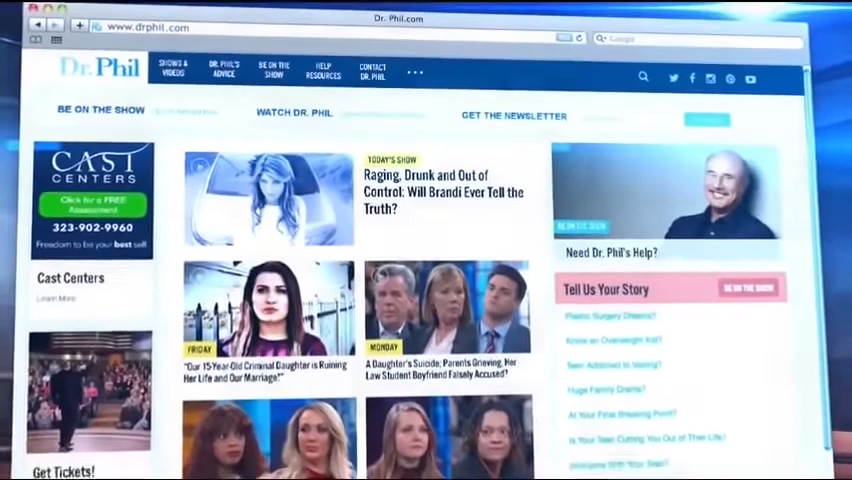 Dr. Phil.com
www.drphil.com
Google
Dr. Phil
SHOWS & VIDEOS
DR. PHIL'S ADVICE
BE ON THE SHOW
HELP RESOURCES
CONTACT DR. PHIL
BE ON THE SHOW
WATCH DR. PHIL
GET THE NEWSLETTER
CAST
CENTERS
Click for a FREE
Assessment
323-902-9960
Freedom to be your best self
Cast Centers
Learn More
Get Tickets!
TODAY'S SHOW
Raging, Drunk and Out of
Control: Will Brandi Ever Tell the
Truth?
FRIDAY
"Our 15-Year-Old Criminal Daughter is Ruining
Her Life and Our Marriage!"
MONDAY
A Daughter's Suicide; Parents Grieving, Her
Law Student Boyfriend Falsely Accused?
BE ON THE SHOW
Need Dr. Phil's Help?
Tell Us Your Story
BE ON THE SHOW
Plastic Surgery Dreams?
Know an Overweight Kid?
Teen Addicted to Vaping?
Huge Family Drama?
At Your Final Breaking Point?
Is Your Teen Cutting You Out of Their Life?